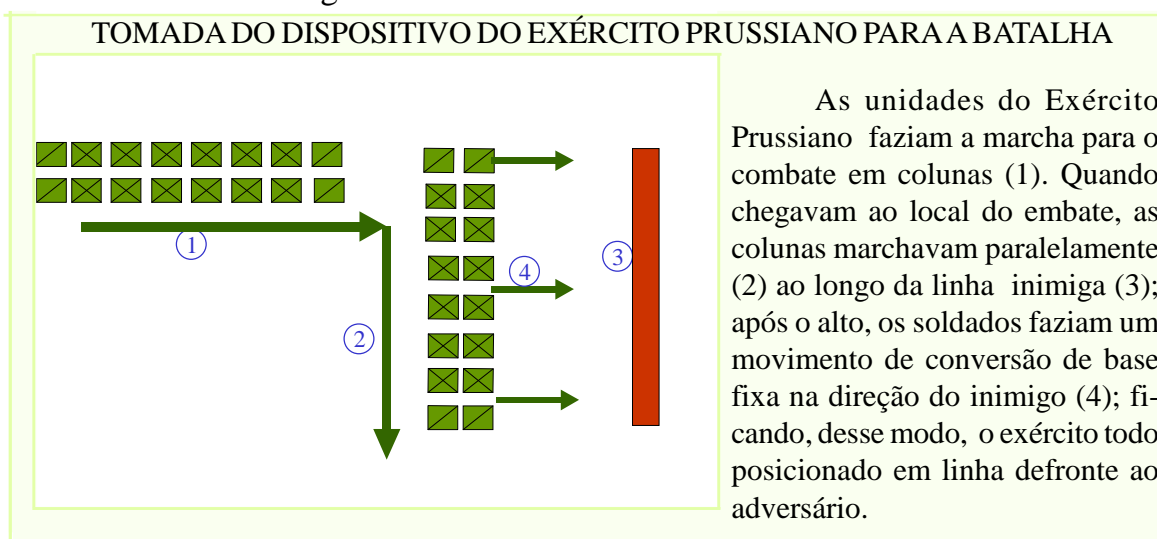 TOMADA DO DISPOSITIVO DO EXÉRCITO PRUSSIANO PARA A BATALHA
As unidades do Exército
Prussiano faziam a marcha para o
combate em colunas (1). Quando
chegavam ao local do embate, as
colunas marchavam paralelamente
(2) ao longo da linha inimiga (3);
após o alto, os soldados faziam um
movimento de conversão de base
fixa na direção do inimigo (4); fi-
cando, desse modo, o exército todo
posicionado em linha defronte ao
adversário.
1
2
3
4